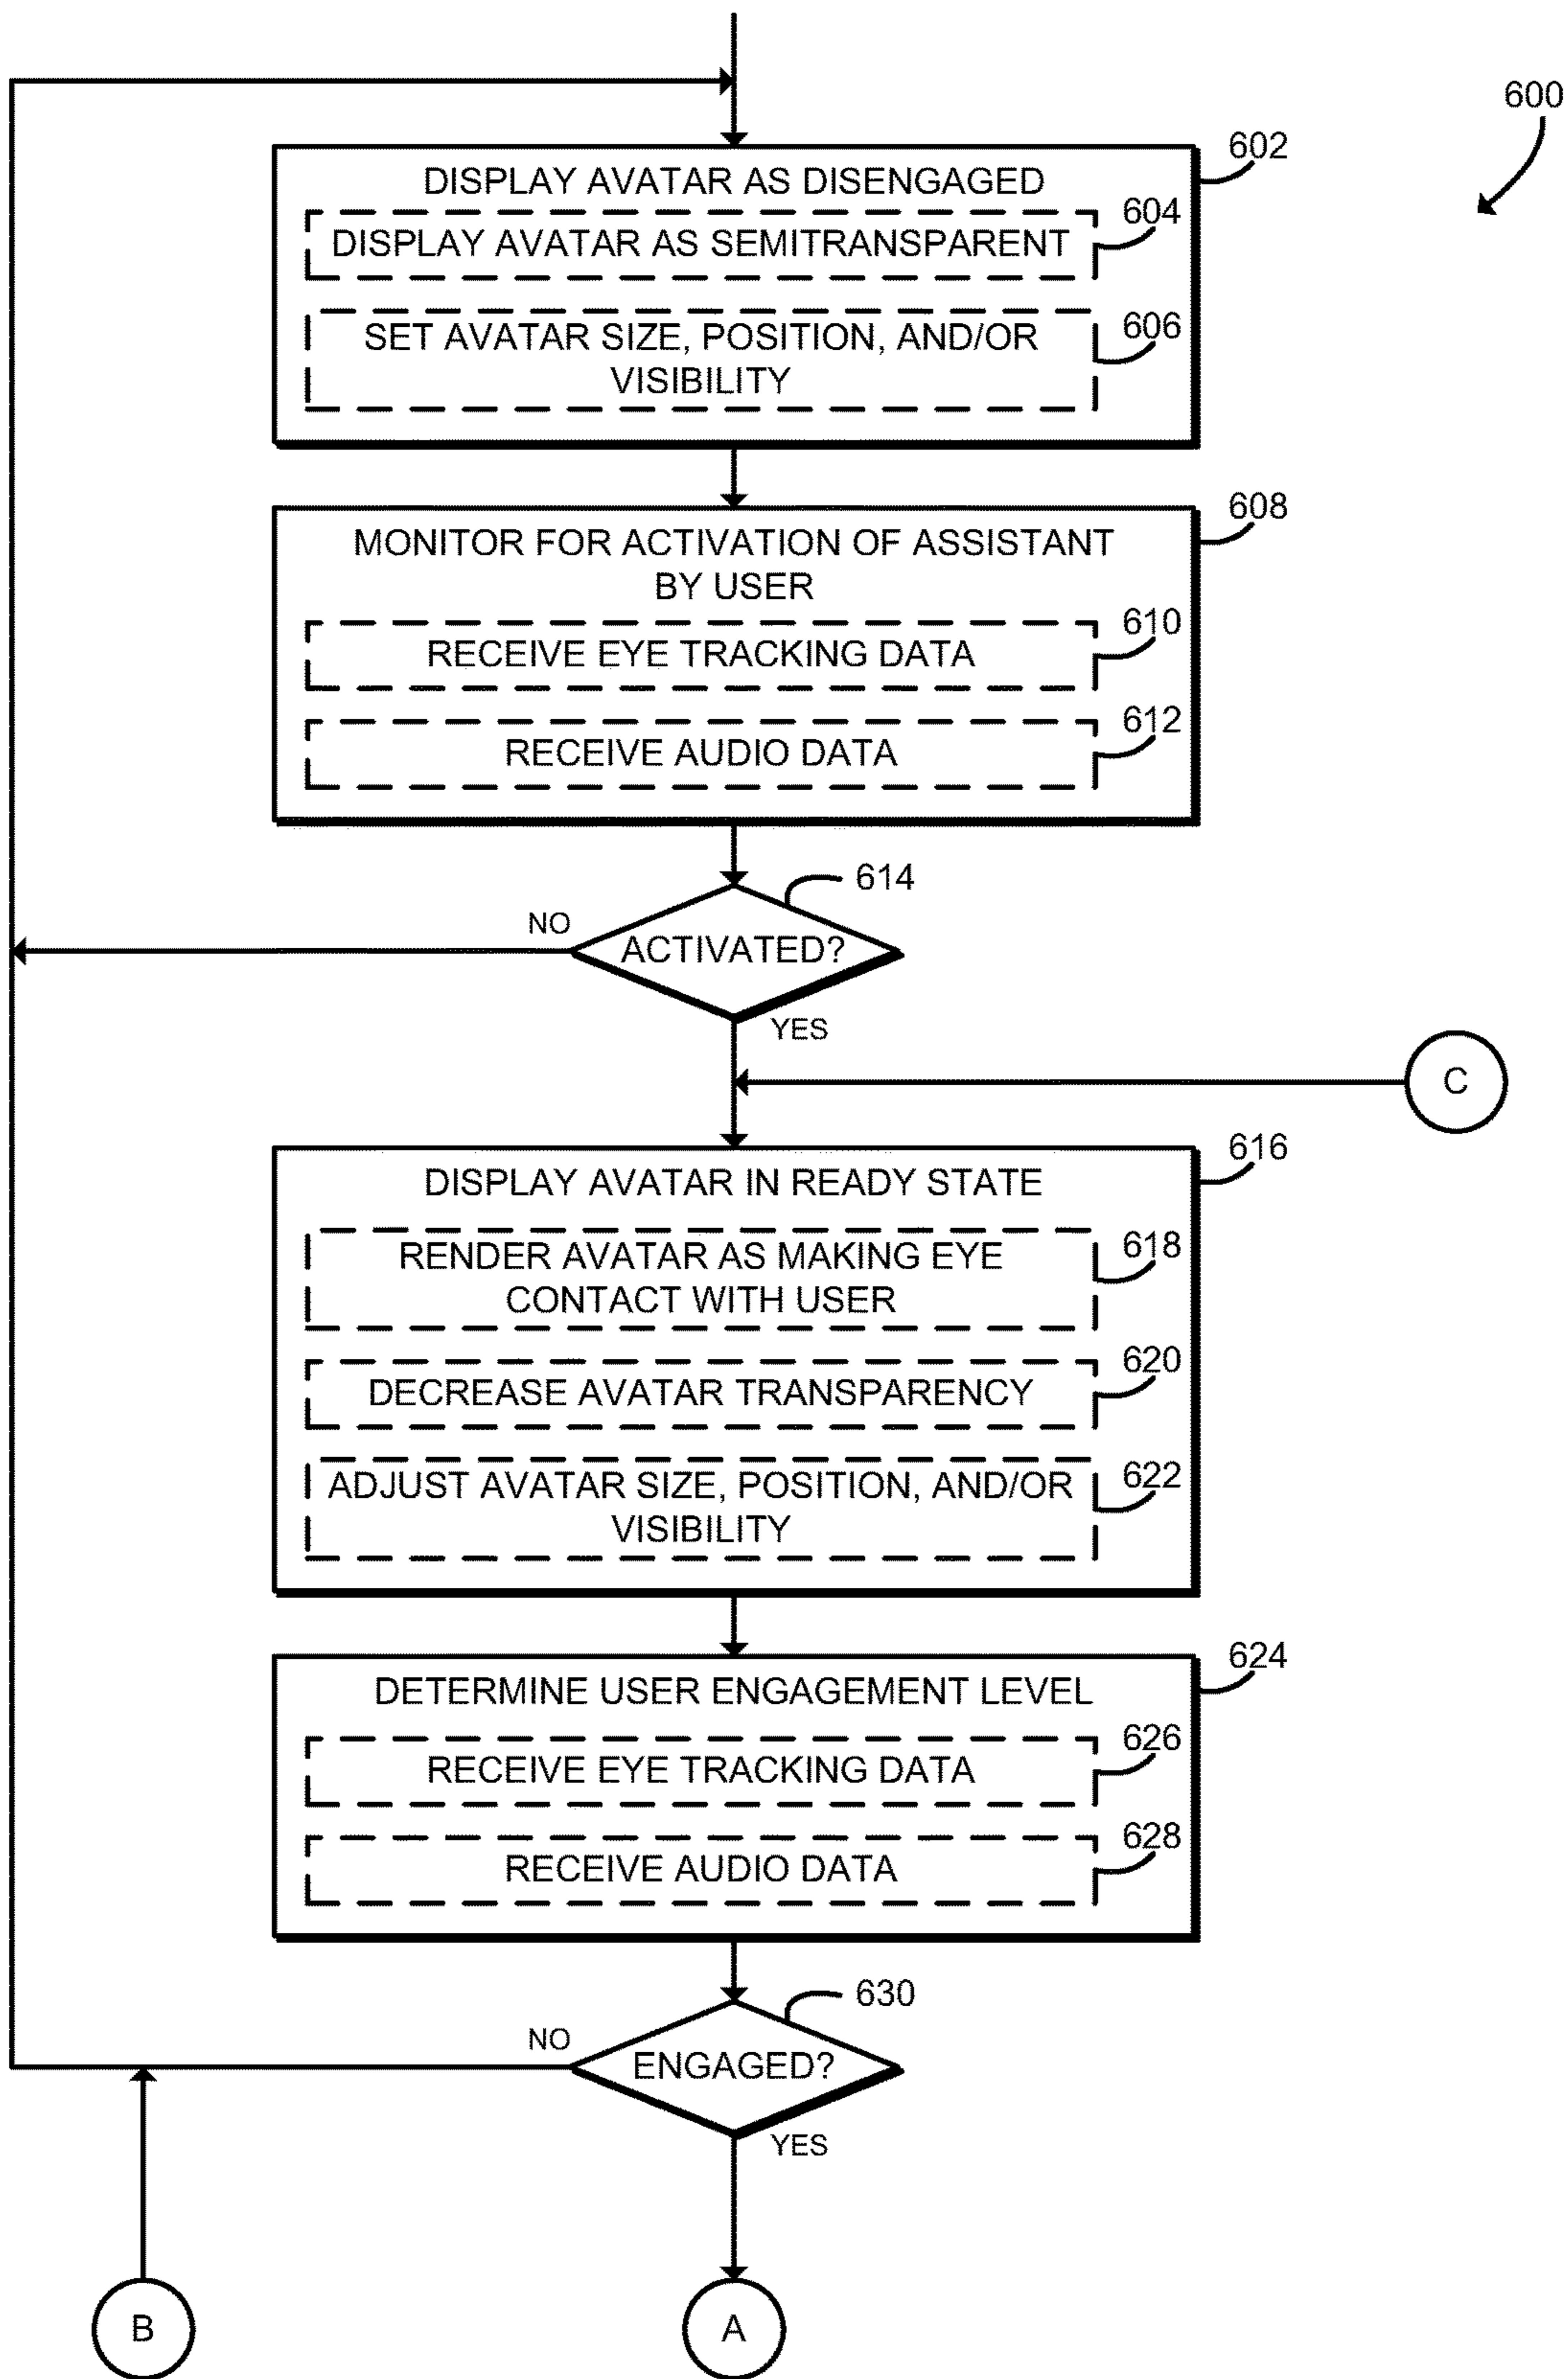 600
602
DISPLAY AVATAR AS DISENGAGED
604
DISPLAY AVATAR AS SEMITRANSPARENT
606
SET AVATAR SIZE, POSITION, AND/OR
VISIBILITY
608
MONITOR FOR ACTIVATION OF ASSISTANT
BY USER
610
RECEIVE EYE TRACKING DATA
612
RECEIVE AUDIO DATA
614
NO
ACTIVATED?
YES
C
616
DISPLAY AVATAR IN READY STATE
618
RENDER AVATAR AS MAKING EYE
CONTACT WITH USER
620
DECREASE AVATAR TRANSPARENCY
622
ADJUST AVATAR SIZE, POSITION, AND/OR
VISIBILITY
624
DETERMINE USER ENGAGEMENT LEVEL
626
RECEIVE EYE TRACKING DATA
628
RECEIVE AUDIO DATA
630
NO
ENGAGED?
YES
B
A